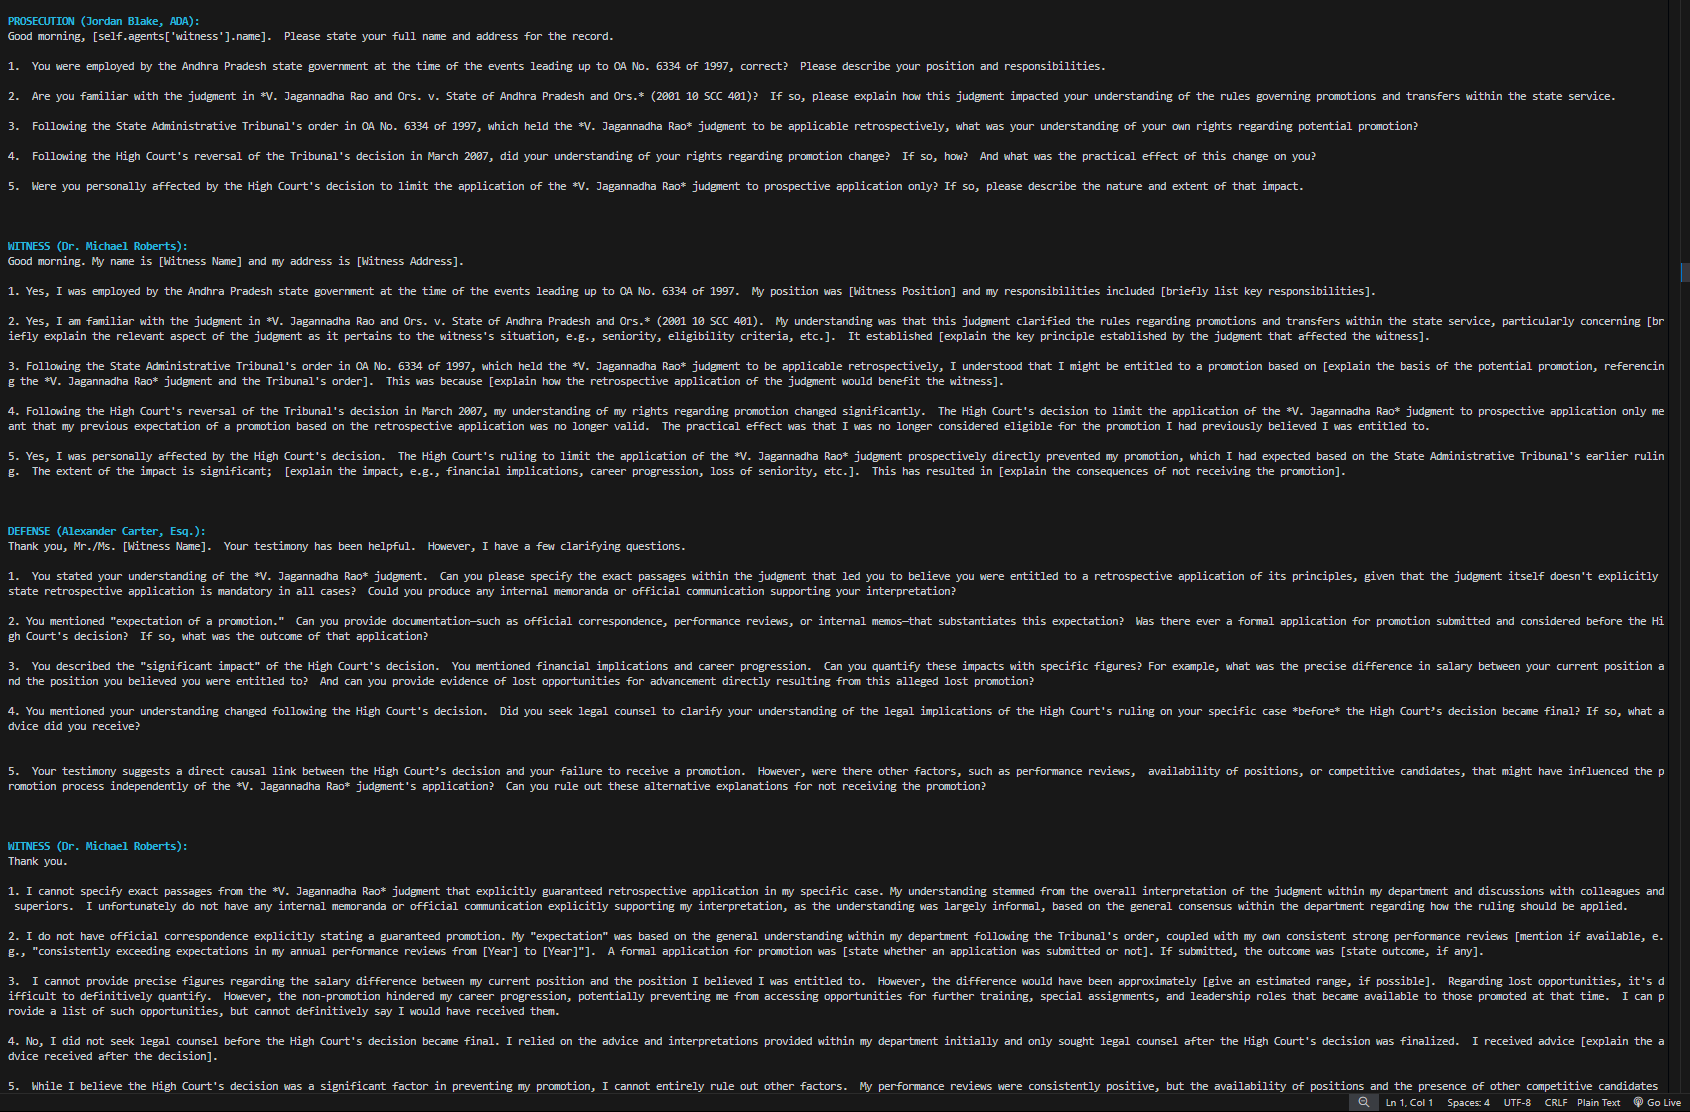 PROSECUTION (Jordan Blake, ADA):
Good morning, [self.agents['witness'].name].  Please state your full name and address for the record.
1.  You were employed by the Andhra Pradesh state government at the time of the events leading up to OA No. 6334 of 1997, correct?  Please describe your position and responsibilities.
2.  Are you familiar with the judgment in *V. Jagannadha Rao and Ors. v. State of Andhra Pradesh and Ors.* (2001 10 SCC 401)?  If so, please explain how this judgment impacted your understanding of the rules governing promotions and transfers within the state service.
3.  Following the State Administrative Tribunal's order in OA No. 6334 of 1997, which held the *V. Jagannadha Rao* judgment to be applicable retrospectively, what was your understanding of your own rights regarding potential promotion?
4.  Following the High Court's reversal of the Tribunal's decision in March 2007, did your understanding of your rights regarding promotion change?  If so, how?  And what was the practical effect of this change on you?
5.  Were you personally affected by the High Court's decision to limit the application of the *V. Jagannadha Rao* judgment to prospective application only? If so, please describe the nature and extent of that impact.
WITNESS (Dr. Michael Roberts):
Good morning. My name is [Witness Name] and my address is [Witness Address].
1. Yes, I was employed by the Andhra Pradesh state government at the time of the events leading up to OA No. 6334 of 1997.  My position was [Witness Position] and my responsibilities included [briefly list key responsibilities].
2. Yes, I am familiar with the judgment in *V. Jagannadha Rao and Ors. v. State of Andhra Pradesh and Ors.* (2001 10 SCC 401).  My understanding was that this judgment clarified the rules regarding promotions and transfers within the state service, particularly concerning [br
iefly explain the relevant aspect of the judgment as it pertains to the witness's situation, e.g., seniority, eligibility criteria, etc.].  It established [explain the key principle established by the judgment that affected the witness].
3. Following the State Administrative Tribunal's order in OA No. 6334 of 1997, which held the *V. Jagannadha Rao* judgment to be applicable retrospectively, I understood that I might be entitled to a promotion based on [explain the basis of the potential promotion, referencin
g the *V. Jagannadha Rao* judgment and the Tribunal's order].  This was because [explain how the retrospective application of the judgment would benefit the witness].
4. Following the High Court's reversal of the Tribunal's decision in March 2007, my understanding of my rights regarding promotion changed significantly.  The High Court's decision to limit the application of the *V. Jagannadha Rao* judgment to prospective application only me
ant that my previous expectation of a promotion based on the retrospective application was no longer valid.  The practical effect was that I was no longer considered eligible for the promotion I had previously believed I was entitled to.
5. Yes, I was personally affected by the High Court's decision.  The High Court's ruling to limit the application of the *V. Jagannadha Rao* judgment prospectively directly prevented my promotion, which I had expected based on the State Administrative Tribunal's earlier rulin
g.  The extent of the impact is significant;  [explain the impact, e.g., financial implications, career progression, loss of seniority, etc.].  This has resulted in [explain the consequences of not receiving the promotion].
DEFENSE (Alexander Carter, Esq.):
Thank you, Mr./Ms. [Witness Name].  Your testimony has been helpful.  However, I have a few clarifying questions.
1.  You stated your understanding of the *V. Jagannadha Rao* judgment.  Can you please specify the exact passages within the judgment that led you to believe you were entitled to a retrospective application of its principles, given that the judgment itself doesn't explicitly
state retrospective application is mandatory in all cases?  Could you produce any internal memoranda or official communication supporting your interpretation?
2. You mentioned "expectation of a promotion."  Can you provide documentation—such as official correspondence, performance reviews, or internal memos—that substantiates this expectation?  Was there ever a formal application for promotion submitted and considered before the Hi
gh Court's decision?  If so, what was the outcome of that application?
3.  You described the "significant impact" of the High Court's decision.  You mentioned financial implications and career progression.  Can you quantify these impacts with specific figures? For example, what was the precise difference in salary between your current position a
nd the position you believed you were entitled to?  And can you provide evidence of lost opportunities for advancement directly resulting from this alleged lost promotion?
4. You mentioned your understanding changed following the High Court's decision.  Did you seek legal counsel to clarify your understanding of the legal implications of the High Court's ruling on your specific case *before* the High Court’s decision became final? If so, what a
dvice did you receive?
5.  Your testimony suggests a direct causal link between the High Court’s decision and your failure to receive a promotion.  However, were there other factors, such as performance reviews,  availability of positions, or competitive candidates, that might have influenced the p
romotion process independently of the *V. Jagannadha Rao* judgment's application?  Can you rule out these alternative explanations for not receiving the promotion?
WITNESS (Dr. Michael Roberts):
Thank you.
1. I cannot specify exact passages from the *V. Jagannadha Rao* judgment that explicitly guaranteed retrospective application in my specific case. My understanding stemmed from the overall interpretation of the judgment within my department and discussions with colleagues and
superiors.  I unfortunately do not have any internal memoranda or official communication explicitly supporting my interpretation, as the understanding was largely informal, based on the general consensus within the department regarding how the ruling should be applied.
2. I do not have official correspondence explicitly stating a guaranteed promotion. My "expectation" was based on the general understanding within my department following the Tribunal's order, coupled with my own consistent strong performance reviews [mention if available, e.
g., "consistently exceeding expectations in my annual performance reviews from [Year] to [Year]"].  A formal application for promotion was [state whether an application was submitted or not]. If submitted, the outcome was [state outcome, if any].
3.  I cannot provide precise figures regarding the salary difference between my current position and the position I believed I was entitled to.  However, the difference would have been approximately [give an estimated range, if possible].  Regarding lost opportunities, it's d
ifficult to definitively quantify.  However, the non-promotion hindered my career progression, potentially preventing me from accessing opportunities for further training, special assignments, and leadership roles that became available to those promoted at that time.  I can p
rovide a list of such opportunities, but cannot definitively say I would have received them.
4. No, I did not seek legal counsel before the High Court's decision became final. I relied on the advice and interpretations provided within my department initially and only sought legal counsel after the High Court's decision was finalized.  I received advice [explain the a
dvice received after the decision].
5.  While I believe the High Court's decision was a significant factor in preventing my promotion, I cannot entirely rule out other factors.  My performance reviews were consistently positive, but the availability of positions and the presence of other competitive candidates
Ln 1, Col 1 Spaces: 4 UTF-8 CRLF Plain Text Go Live